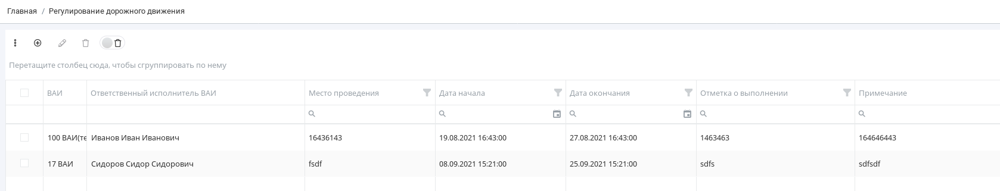 Главная / Регулирование дорожного движения
Перетащите столбец сюда, чтобы сгруппировать по нему
ВАИ Ответственный исполнитель ВАИ Место проведения Дата начала Дата окончания Отметка о выполнении Примечание
100 ВАИ(те Иванов Иван Иванович 16436143 19.08.2021 16:43:00 27.08.2021 16:43:00 1463463 164646443
17 ВАИ Сидоров Сидор Сидорович fsdf 08.09.2021 15:21:00 25.09.2021 15:21:00 sdfs sdfsdf